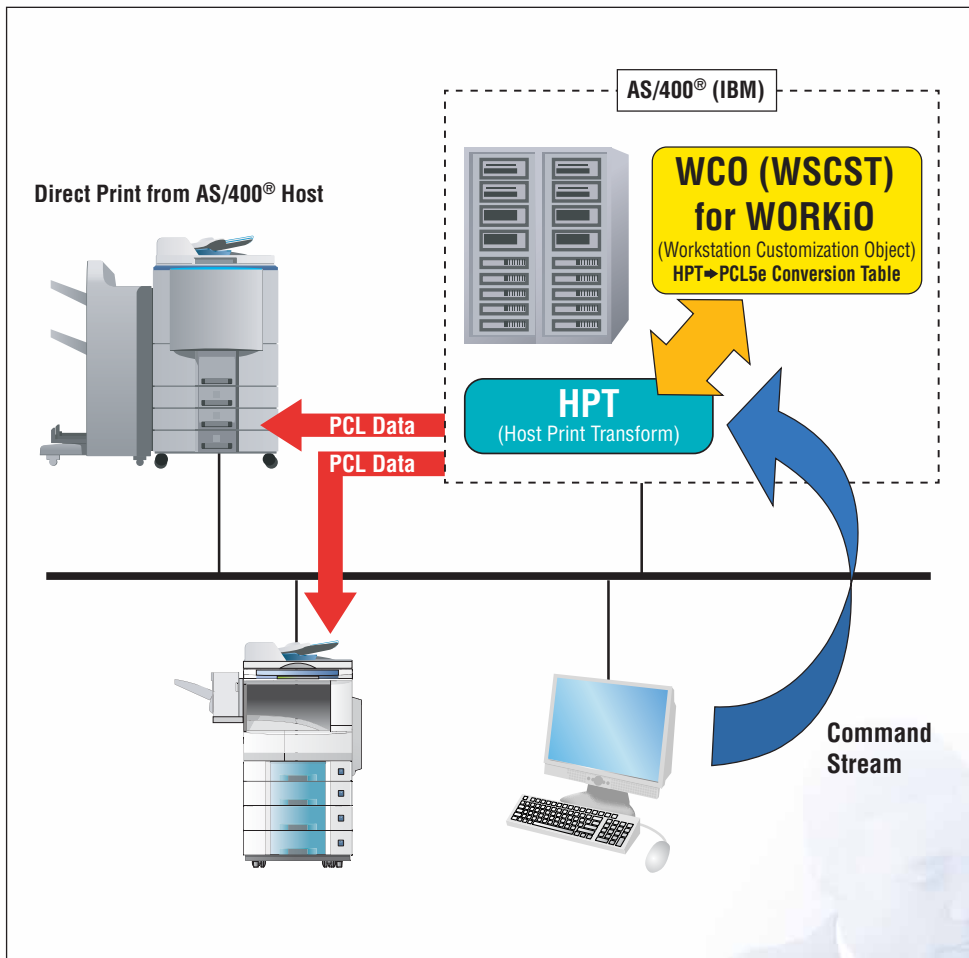 AS/400® (IBM)
Direct Print from AS/400® Host
WCO (WSCST)
for WORKiO
(Workstation Customization Object)
HPT➡PCL5e Conversion Table
HPT
(Host Print Transform)
PCL Data
PCL Data
Command
Stream